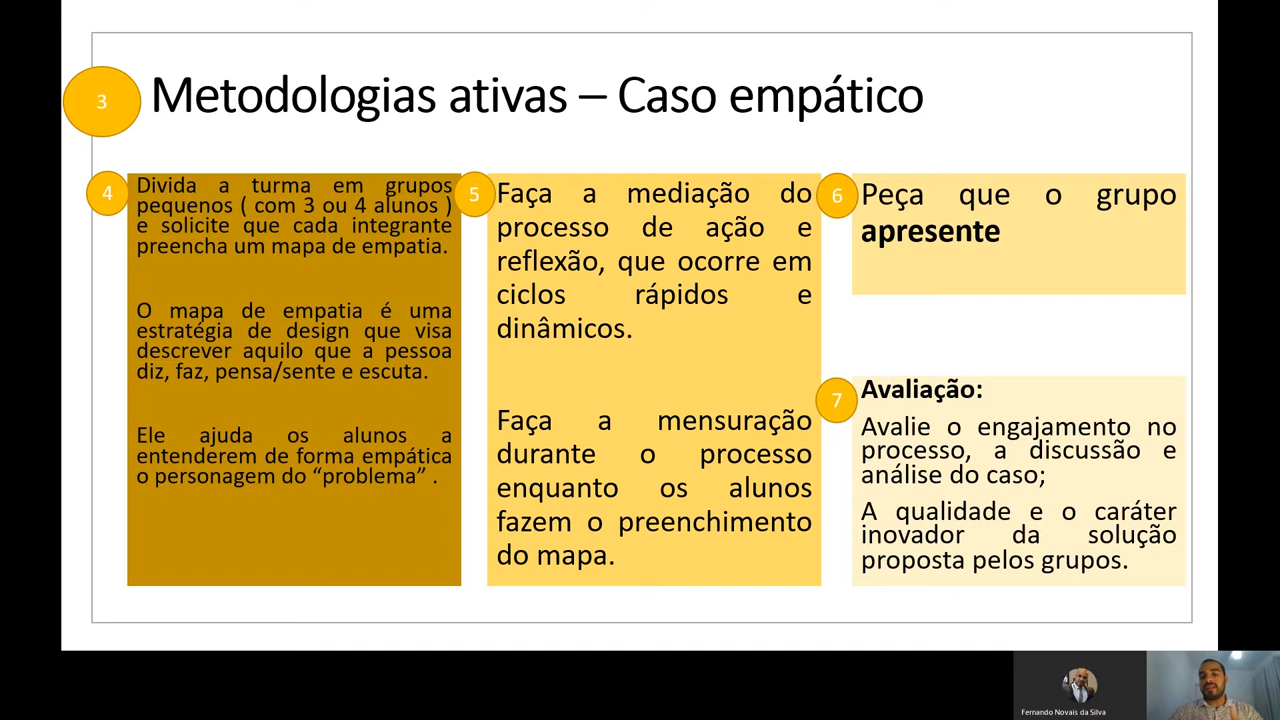 3
Metodologias ativas – Caso empático
4
Divida a turma em grupos
pequenos ( com 3 ou 4 alunos )
e solicite que cada integrante
preencha um mapa de empatia.
O mapa de empatia é uma
estratégia de design que visa
descrever aquilo que a pessoa
diz, faz, pensa/sente e escuta.
Ele ajuda os alunos a
entenderem de forma empática
o personagem do “problema” .
5
Faça a mediação do
processo de ação e
reflexão, que ocorre em
ciclos rápidos e
dinâmicos.
Faça a mensuração
durante o processo
enquanto os alunos
fazem o preenchimento
do mapa.
6
Peça que o grupo
apresente
7
Avaliação:
Avalie o engajamento no
processo, a discussão e
análise do caso;
A qualidade e o caráter
inovador da solução
proposta pelos grupos.
Fernando Novais da Silva